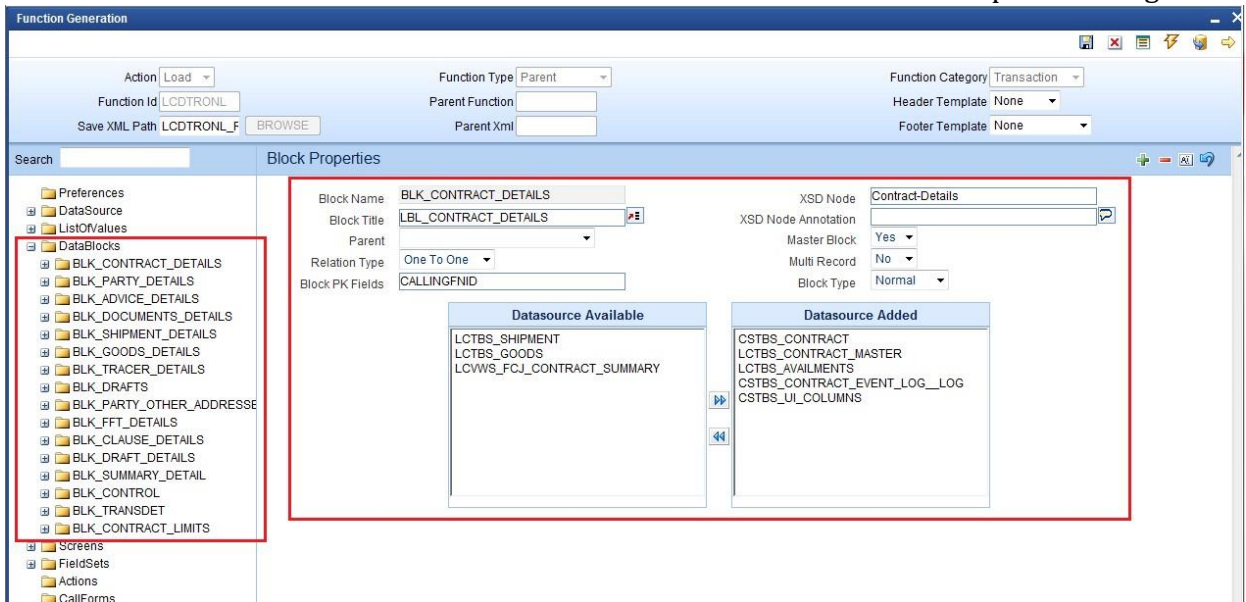 Function Generation
Action Load
Function Type Parent
Function Category Transaction
Function Id LCDTRONL
Parent Function
Header Template None
Save XML Path LCDTRONL_F BROWSE
Parent Xml
Footer Template None
Search
Block Properties
Preferences
DataSource
ListOfValues
DataBlocks
BLK_CONTRACT_DETAILS
BLK_PARTY_DETAILS
BLK_ADVICE_DETAILS
BLK_DOCUMENTS_DETAILS
BLK_SHIPMENT_DETAILS
BLK_GOODS_DETAILS
BLK_TRACER_DETAILS
BLK_DRAFTS
BLK_PARTY_OTHER_ADDRESSE
BLK_FFT_DETAILS
BLK_CLAUSE_DETAILS
BLK_DRAFT_DETAILS
BLK_SUMMARY_DETAIL
BLK_CONTROL
BLK_TRANSDET
BLK_CONTRACT_LIMITS
Screens
FieldSets
Actions
CallForms
Block Name BLK_CONTRACT_DETAILS
XSD Node Contract-Details
Block Title LBL_CONTRACT_DETAILS
XSD Node Annotation
Parent
Master Block Yes
Relation Type One To One
Multi Record No
Block PK Fields CALLINGFNID
Block Type Normal
Datasource Available
LCTBS_SHIPMENT
LCTBS_GOODS
LCVWS_FCJ_CONTRACT_SUMMARY
Datasource Added
CSTBS_CONTRACT
LCTBS_CONTRACT_MASTER
LCTBS_AVAILMENTS
CSTBS_CONTRACT_EVENT_LOG__LOG
CSTBS_UI_COLUMNS